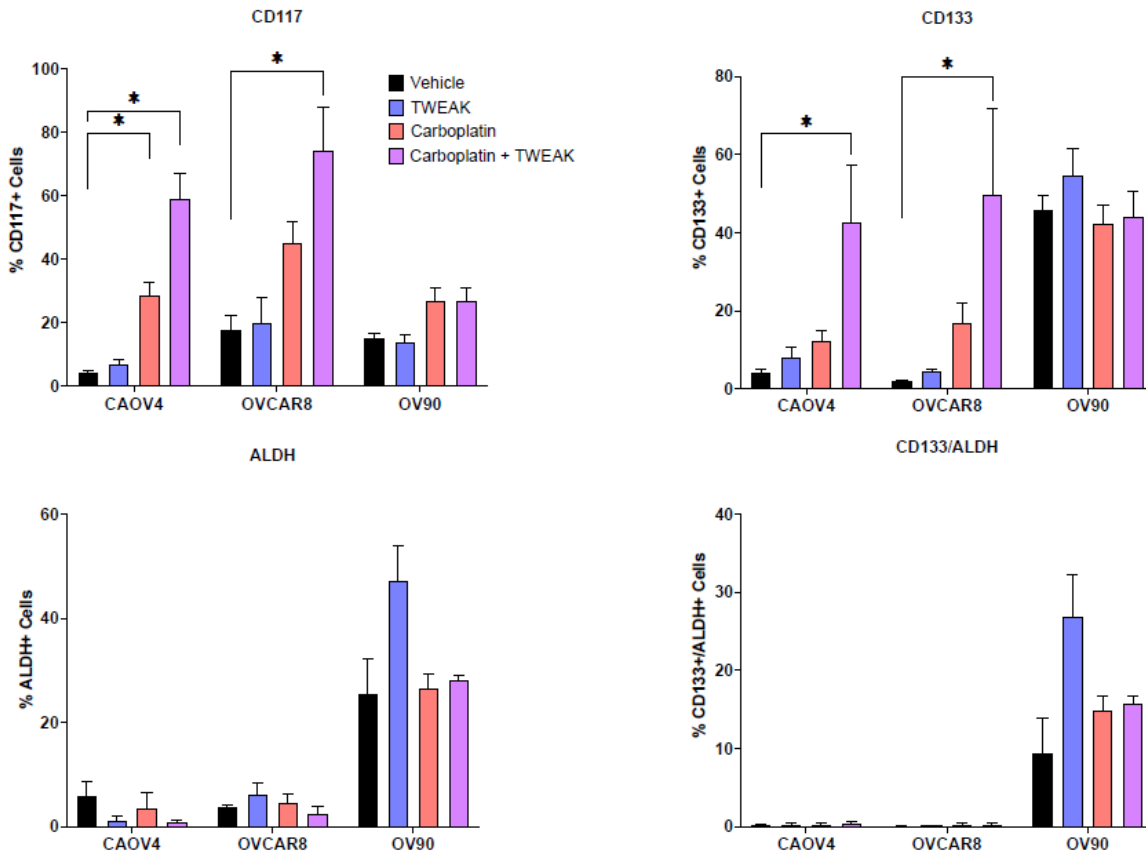 CD117
% CD117+ Cells
100
80
60
40
20
0
*
*
*
Vehicle
TWEAK
Carboplatin
Carboplatin + TWEAK
CAOV4 OVCAR8 OV90
CD133
% CD133+ Cells
80
60
40
20
0
*
*
CAOV4 OVCAR8 OV90
ALDH
% ALDH+ Cells
60
40
20
0
CAOV4 OVCAR8 OV90
CD133/ALDH
% CD133+/ALDH+ Cells
40
30
20
10
0
CAOV4 OVCAR8 OV90